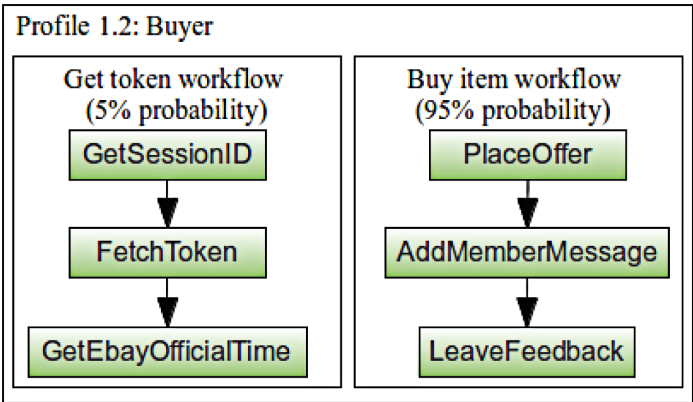 Profile 1.2: Buyer
Get token workflow
(5% probability)
GetSessionID
FetchToken
GetEbayOfficialTime
Buy item workflow
(95% probability)
PlaceOffer
AddMemberMessage
LeaveFeedback